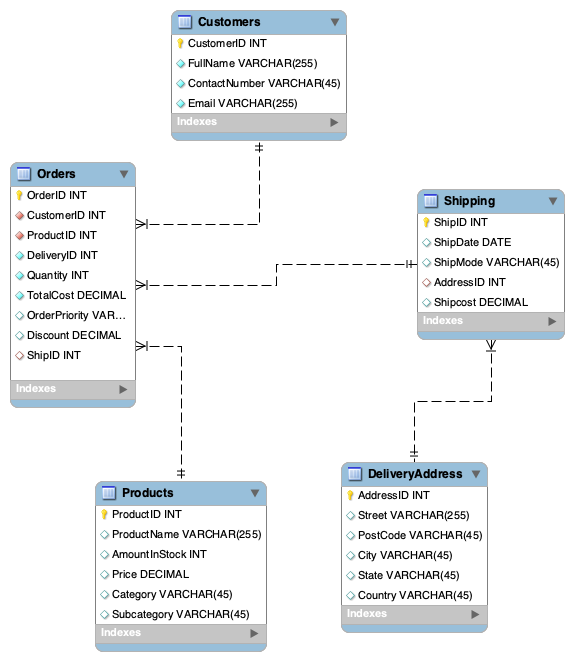 Customers
CustomerID INT
FullName VARCHAR(255)
ContactNumber VARCHAR(45)
Email VARCHAR(255)
Indexes
Orders
OrderID INT
CustomerID INT
ProductID INT
DeliveryID INT
Quantity INT
TotalCost DECIMAL
OrderPriority VAR...
Discount DECIMAL
ShipID INT
Indexes
Shipping
ShipID INT
ShipDate DATE
ShipMode VARCHAR(45)
AddressID INT
Shipcost DECIMAL
Indexes
Products
ProductID INT
ProductName VARCHAR(255)
AmountInStock INT
Price DECIMAL
Category VARCHAR(45)
Subcategory VARCHAR(45)
Indexes
DeliveryAddress
AddressID INT
Street VARCHAR(255)
PostCode VARCHAR(45)
City VARCHAR(45)
State VARCHAR(45)
Country VARCHAR(45)
Indexes